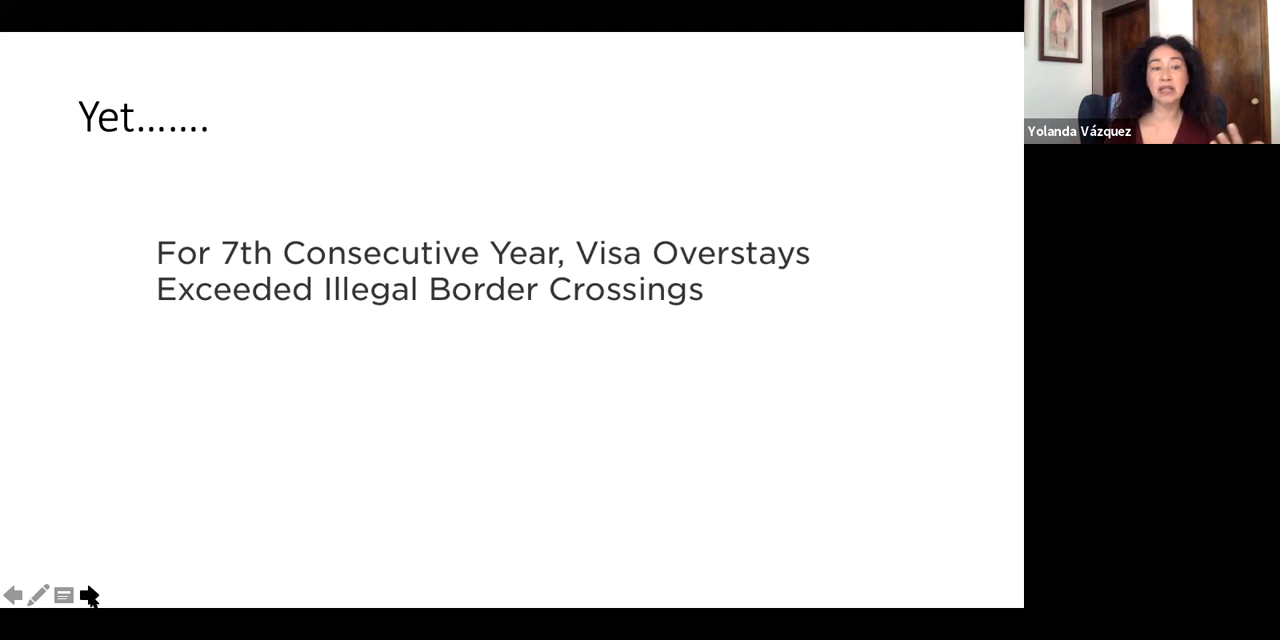 Yet.......
For 7th Consecutive Year, Visa Overstays
Exceeded Illegal Border Crossings
Yolanda Vázquez